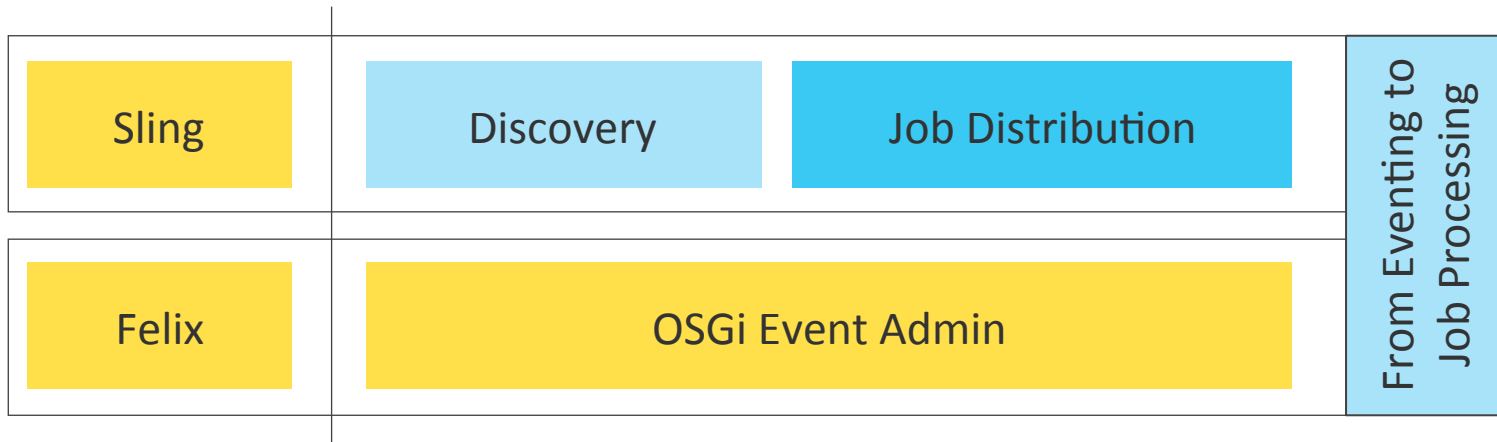 Sling
Discovery
Job Distribution
Felix
OSGi Event Admin
From Eventing to
Job Processing